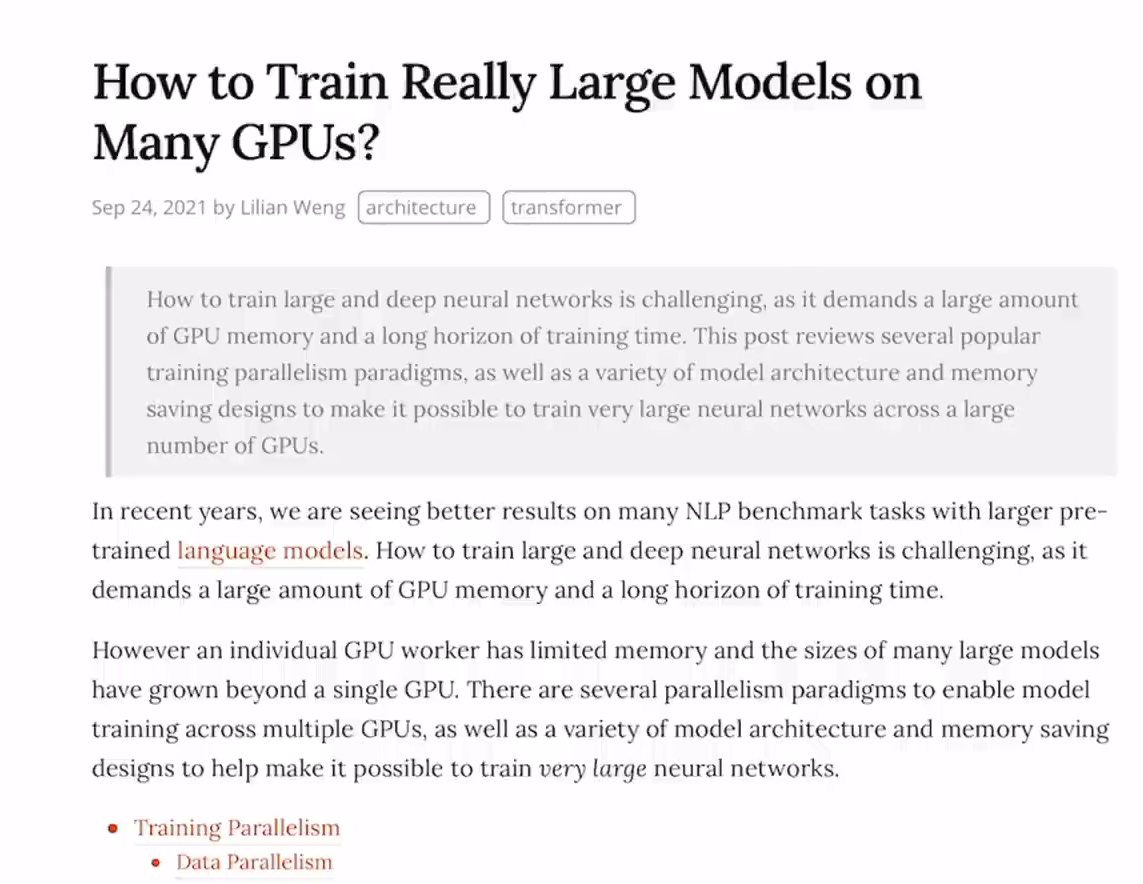 How to Train Really Large Models on
Many GPUs?
Sep 24, 2021 by Lilian Weng architecture transformer
How to train large and deep neural networks is challenging, as it demands a large amount
of GPU memory and a long horizon of training time. This post reviews several popular
training parallelism paradigms, as well as a variety of model architecture and memory
saving designs to make it possible to train very large neural networks across a large
number of GPUs.
In recent years, we are seeing better results on many NLP benchmark tasks with larger pre-
trained language models. How to train large and deep neural networks is challenging, as it
demands a large amount of GPU memory and a long horizon of training time.
However an individual GPU worker has limited memory and the sizes of many large models
have grown beyond a single GPU. There are several parallelism paradigms to enable model
training across multiple GPUs, as well as a variety of model architecture and memory saving
designs to help make it possible to train very large neural networks.
• Training Parallelism
• Data Parallelism